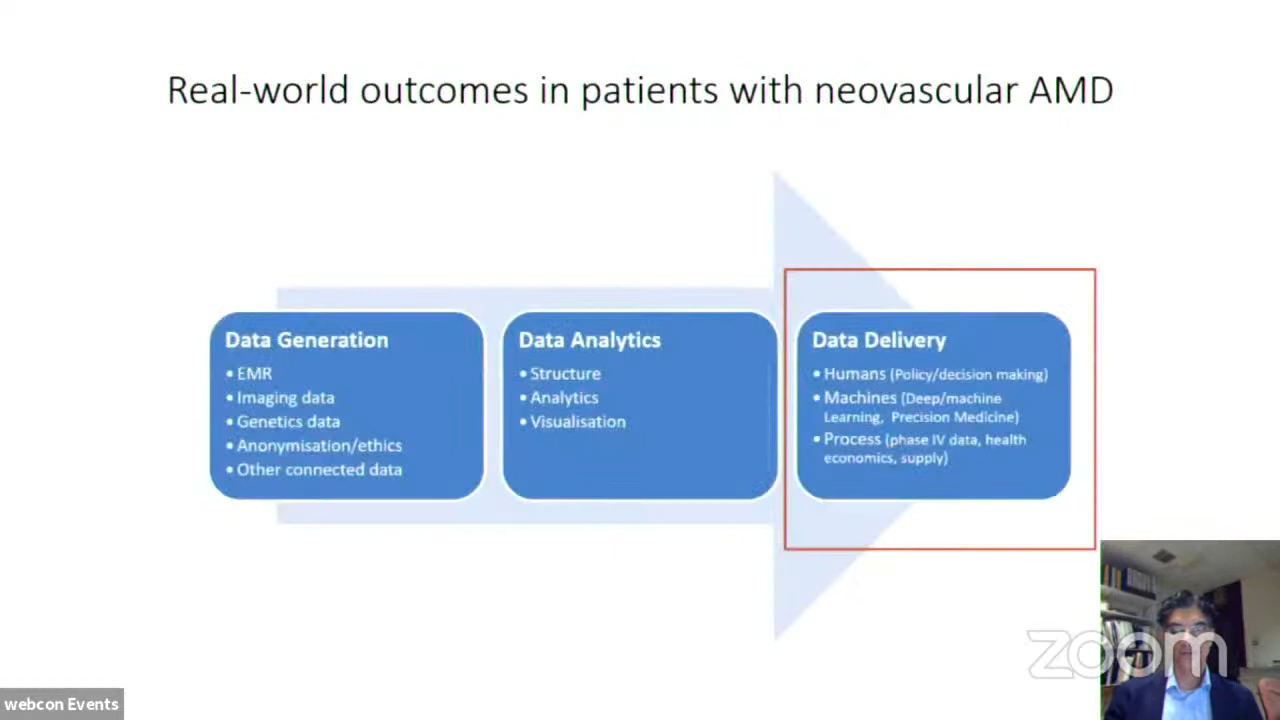 Real-world outcomes in patients with neovascular AMD
Data Generation
• EMR
• Imaging data
• Genetics data
• Anonymisation/ethics
• Other connected data
Data Analytics
• Structure
• Analytics
• Visualisation
Data Delivery
• Humans (Policy/decision making)
• Machines (Deep/machine
Learning, Precision Medicine)
• Process (phase IV data, health
economics, supply)
zoom
webcon Events